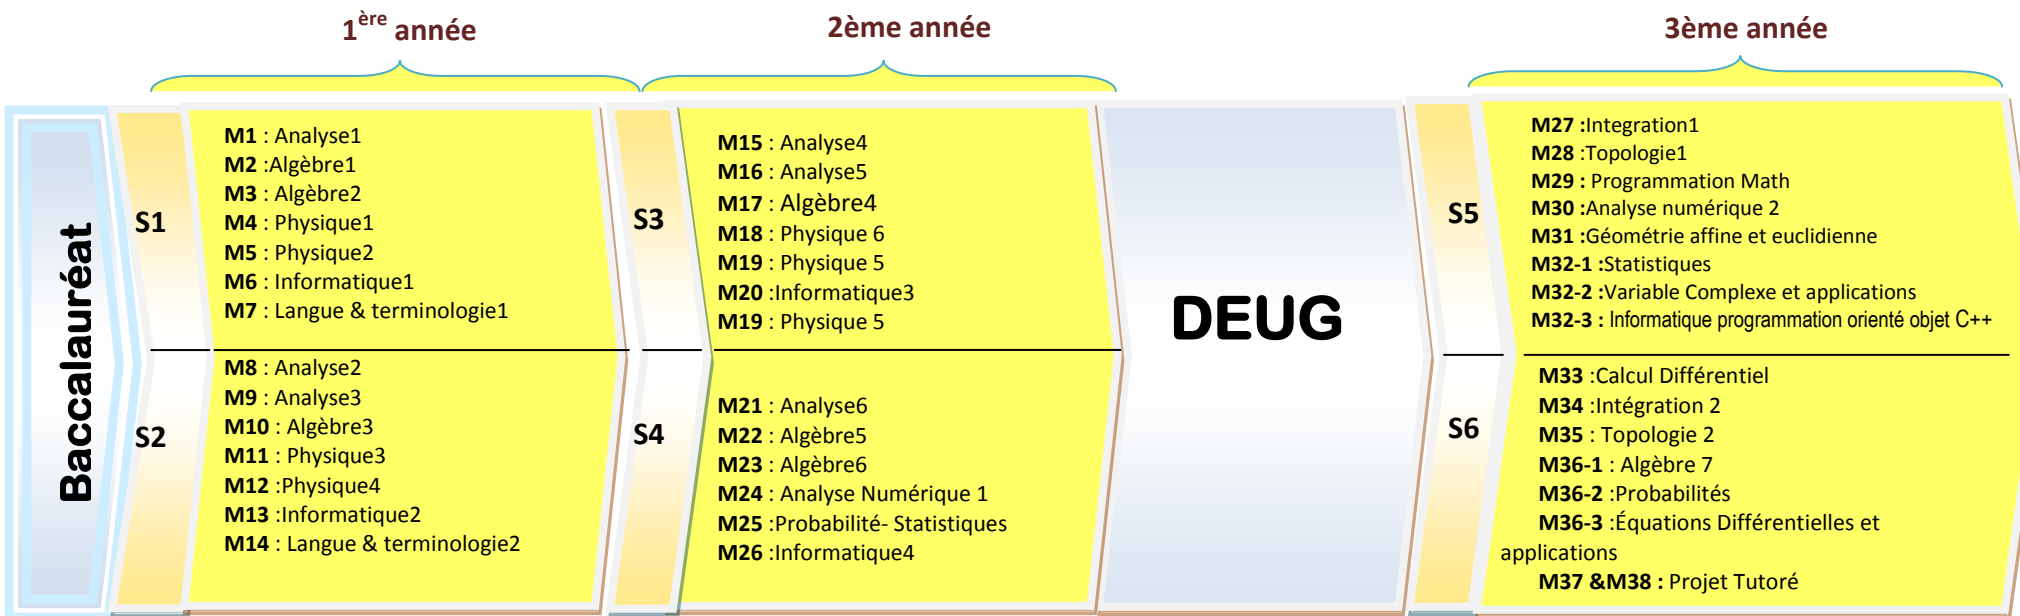 1ère année
2ème année
3ème année
Baccalauréat
S1
M1 : Analyse1
M2 :Algèbre1
M3 : Algèbre2
M4 : Physique1
M5 : Physique2
M6 : Informatique1
M7 : Langue & terminologie1
S2
M8 : Analyse2
M9 : Analyse3
M10 : Algèbre3
M11 : Physique3
M12 :Physique4
M13 :Informatique2
M14 : Langue & terminologie2
S3
M15 : Analyse4
M16 : Analyse5
M17 : Algèbre4
M18 : Physique 6
M19 : Physique 5
M20 :Informatique3
M19 : Physique 5
S4
M21 : Analyse6
M22 : Algèbre5
M23 : Algèbre6
M24 : Analyse Numérique 1
M25 :Probabilité- Statistiques
M26 :Informatique4
DEUG
S5
M27 :Integration1
M28 :Topologie1
M29 : Programmation Math
M30 :Analyse numérique 2
M31 :Géométrie affine et euclidienne
M32-1 :Statistiques
M32-2 :Variable Complexe et applications
M32-3 : Informatique programmation orienté objet C++
S6
M33 :Calcul Différentiel
M34 :Intégration 2
M35 : Topologie 2
M36-1 : Algèbre 7
M36-2 :Probabilités
M36-3 :Équations Différentielles et
applications
M37 &M38 : Projet Tutoré